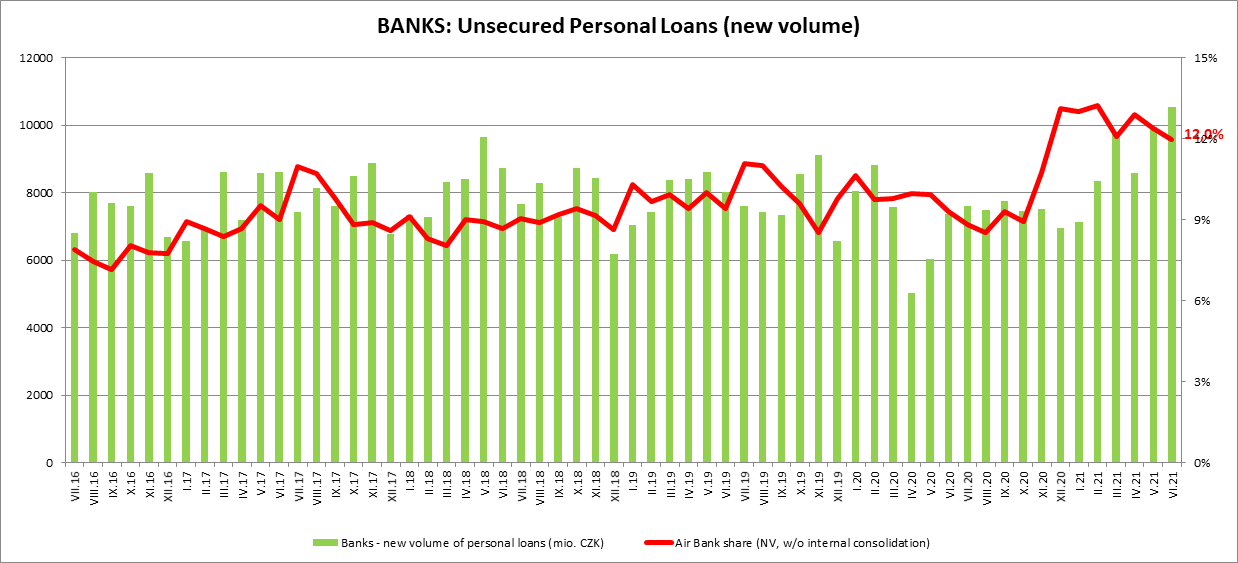 BANKS: Unsecured Personal Loans (new volume)
12000
10000
8000
6000
4000
2000
0
15%
12%
12,0%
9%
6%
3%
0%
VII.16
VIII.16
IX.16
X.16
XI.16
XII.16
I.17
II.17
III.17
IV.17
V.17
VI.17
VII.17
VIII.17
IX.17
X.17
XI.17
XII.17
I.18
II.18
III.18
IV.18
V.18
VI.18
VII.18
VIII.18
IX.18
X.18
XI.18
XII.18
I.19
II.19
III.19
IV.19
V.19
VI.19
VII.19
VIII.19
IX.19
X.19
XI.19
XII.19
I.20
II.20
III.20
IV.20
V.20
VI.20
VII.20
VIII.20
IX.20
X.20
XI.20
XII.20
I.21
II.21
III.21
IV.21
V.21
VI.21
Banks - new volume of personal loans (mio. CZK)
Air Bank share (NV, w/o internal consolidation)